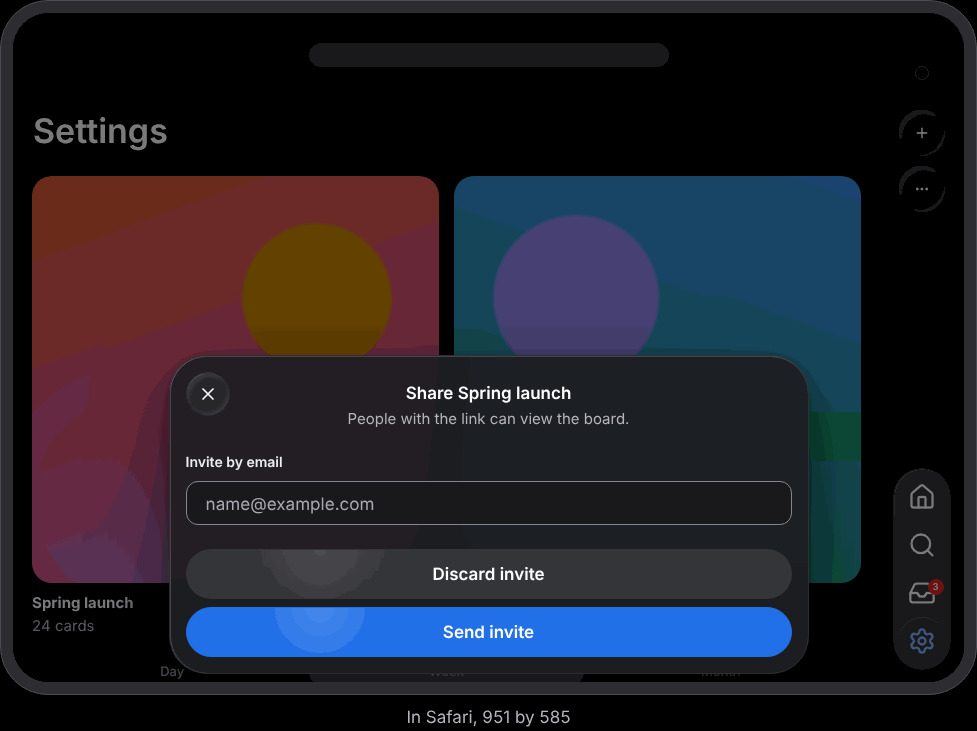 Settings
Share Spring launch
People with the link can view the board.
Invite by email
name@example.com
Discard invite
Send invite
3
Spring launch
24 cards
Day
In Safari, 951 by 585